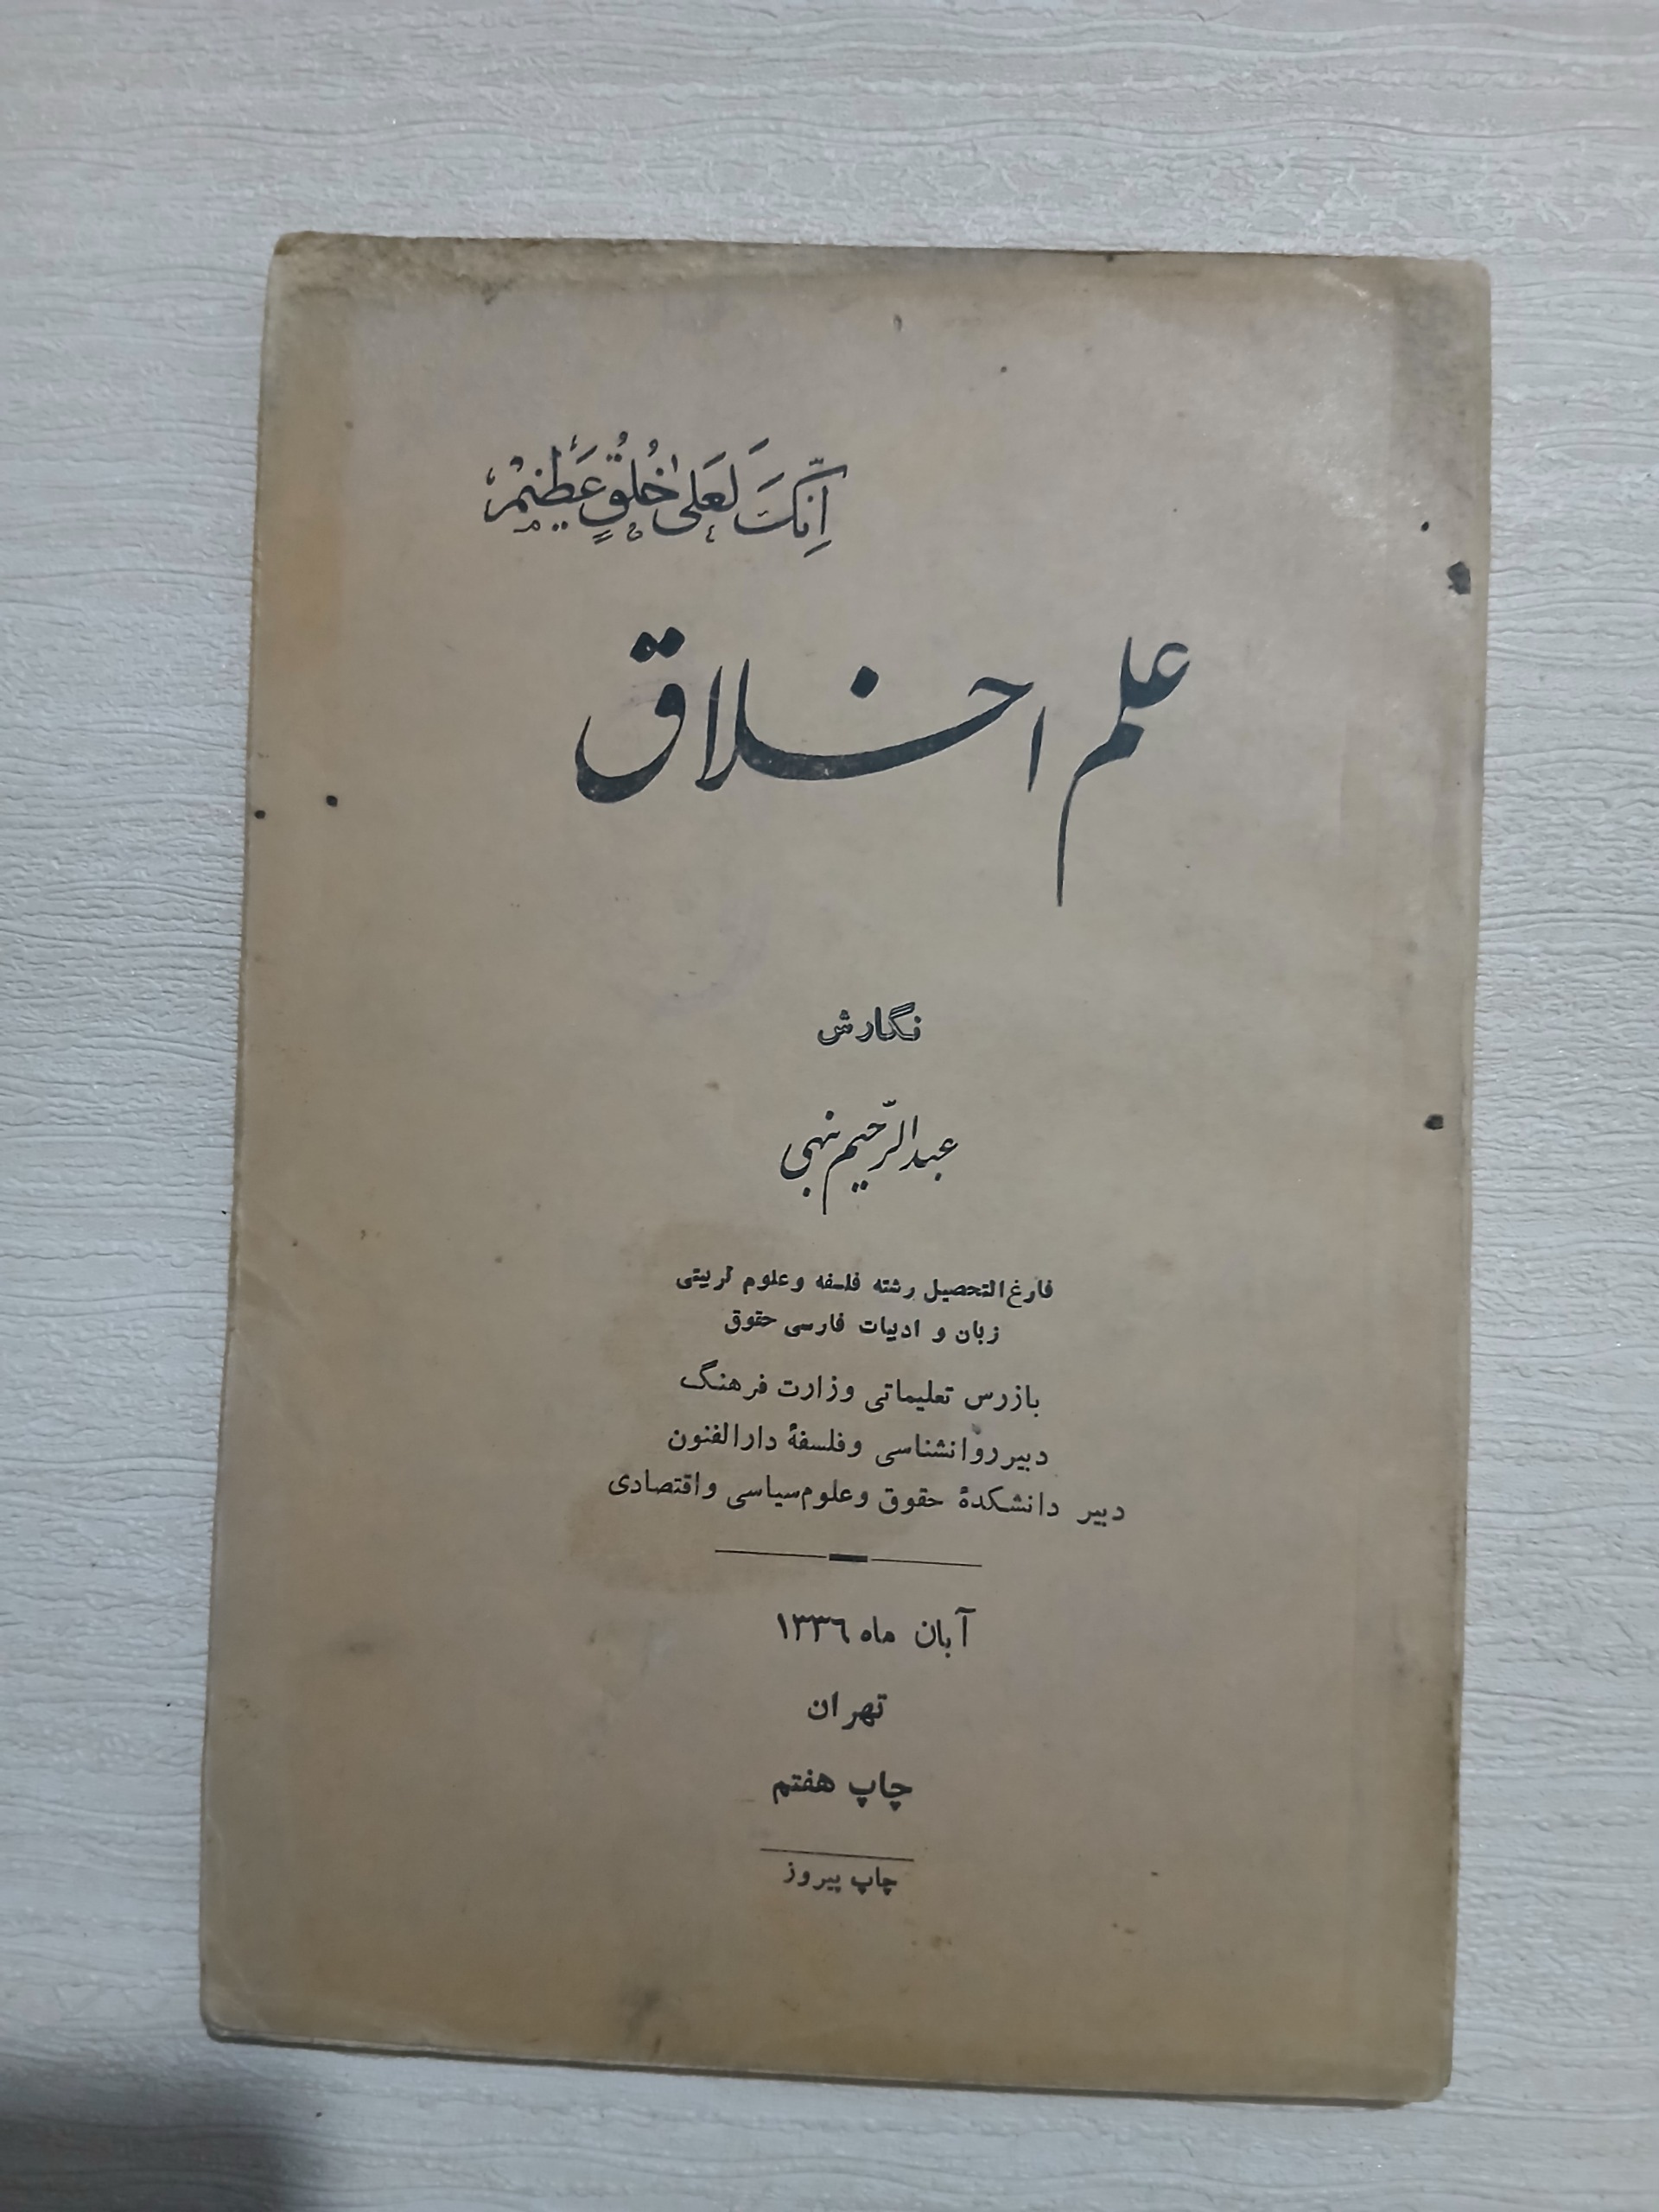 اِنَّکَ لَعَلیٰ خُلُقٍ عَظیمٍ
علم اخلاق
نگارش
عبدالرّحیم نبهی
فارغ‌التحصیل رشته فلسفه و علوم تربیتی
زبان و ادبیات فارسی حقوق
بازرس تعلیماتی وزارت فرهنگ
دبیر روانشناسی و فلسفهٔ دارالفنون
دبیر دانشکدهٔ حقوق و علوم سیاسی و اقتصادی
آبان ماه ۱۳۳٦
تهران
چاپ هفتم
چاپ پیروز